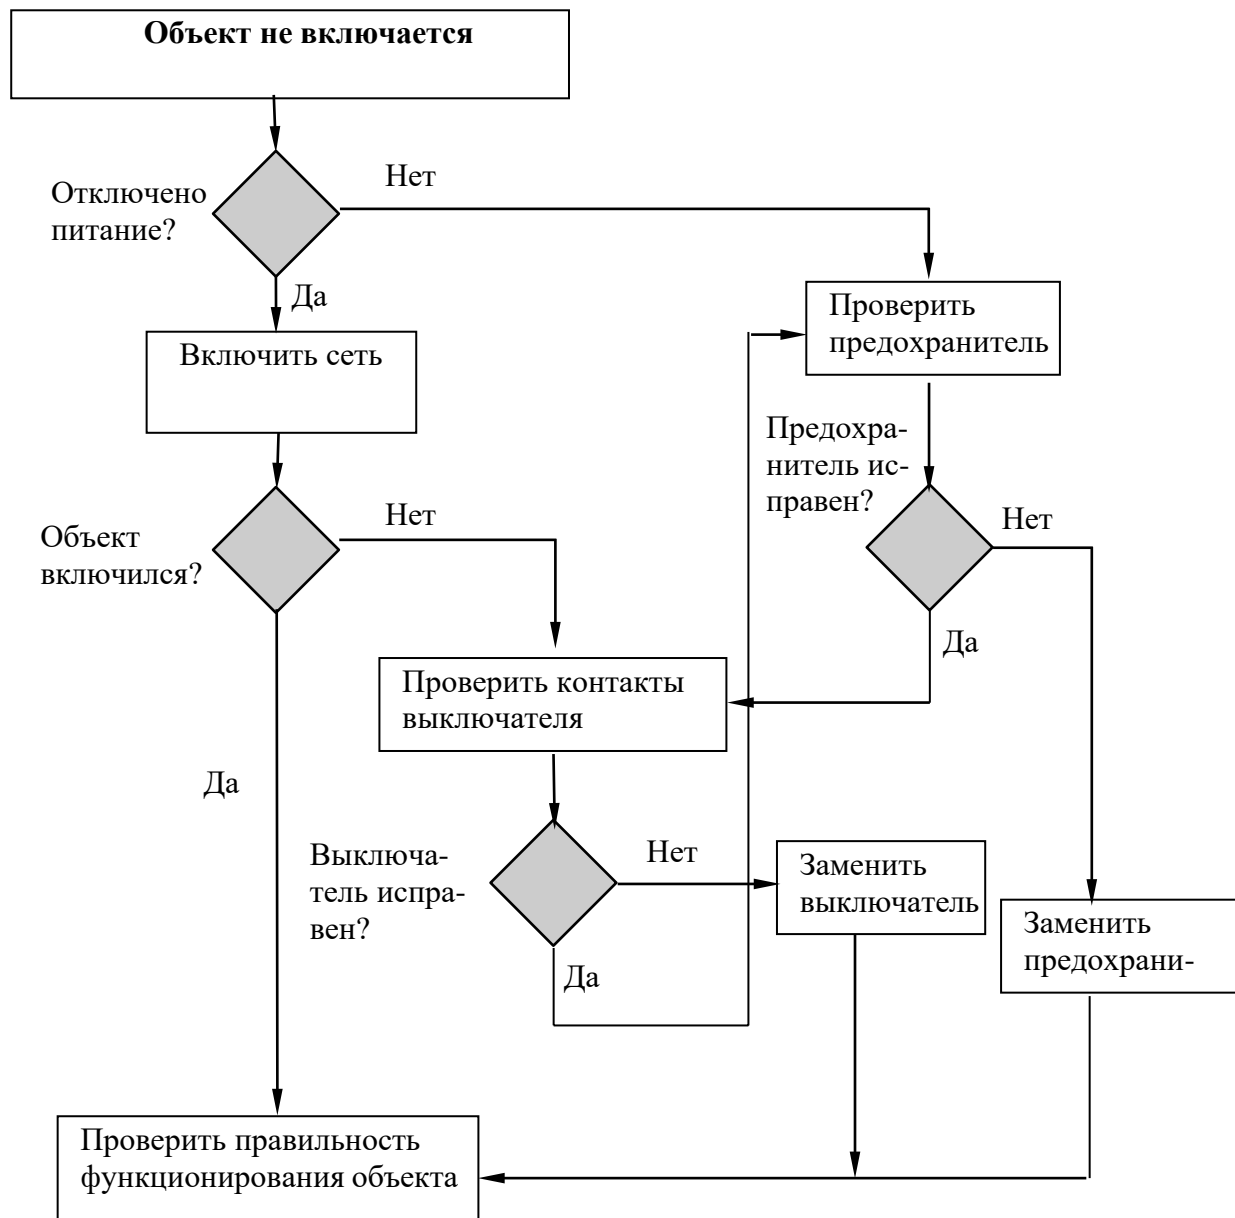 Объект не включается
Нет
Отключено
питание?
Да
Проверить
предохранитель
Включить сеть
Предохра-
нитель ис-
правен?
Нет
Нет
Объект
включился?
Да
Проверить контакты
выключателя
Да
Выключа-
тель испра-
вен?
Нет
Заменить
выключатель
Заменить
предохрани-
Да
Проверить правильность
функционирования объекта